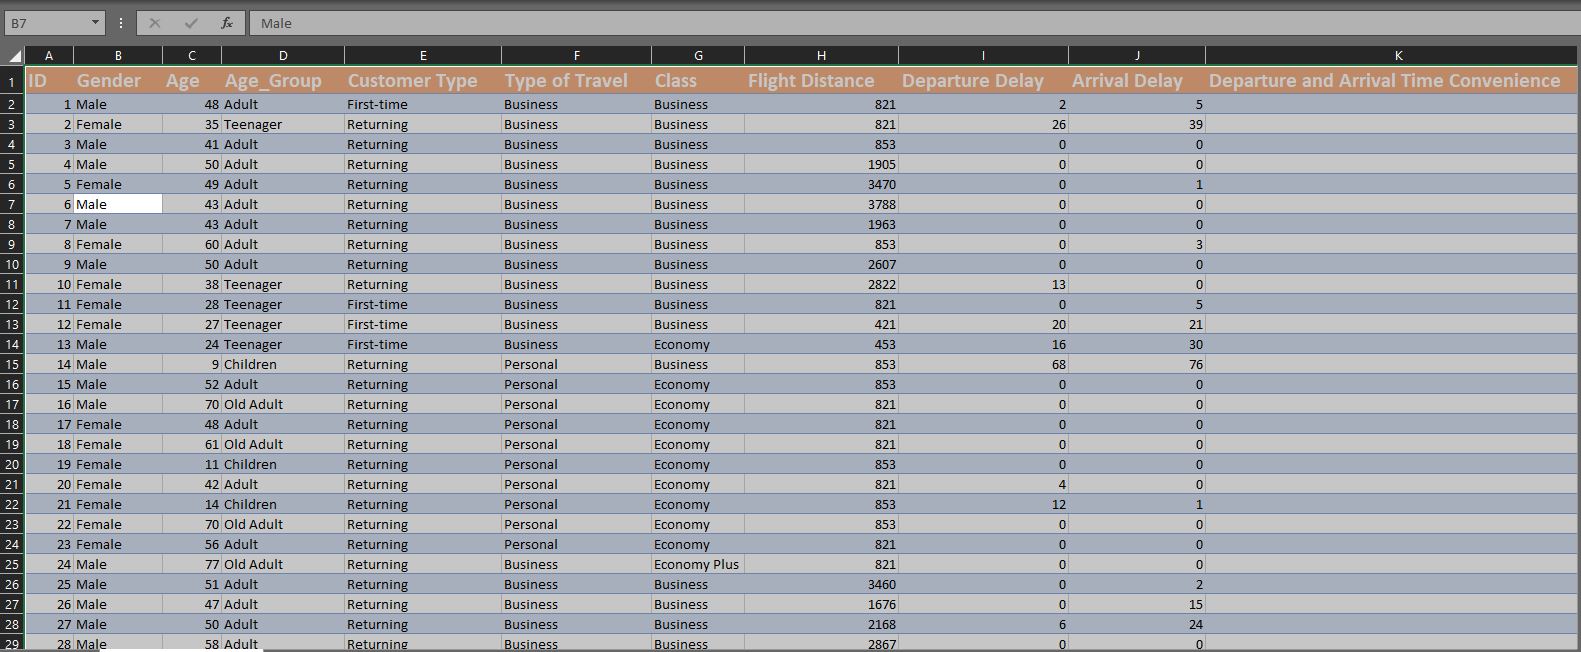 B7 fx Male
A B C D E F G H I J K
1 ID Gender Age Age_Group Customer Type Type of Travel Class Flight Distance Departure Delay Arrival Delay Departure and Arrival Time Convenience
2 1 Male 48 Adult First-time Business Business 821 2 5
3 2 Female 35 Teenager Returning Business Business 821 26 39
4 3 Male 41 Adult Returning Business Business 853 0 0
5 4 Male 50 Adult Returning Business Business 1905 0 0
6 5 Female 49 Adult Returning Business Business 3470 0 1
7 6 Male 43 Adult Returning Business Business 3788 0 0
8 7 Male 43 Adult Returning Business Business 1963 0 0
9 8 Female 60 Adult Returning Business Business 853 0 3
10 9 Male 50 Adult Returning Business Business 2607 0 0
11 10 Female 38 Teenager Returning Business Business 2822 13 0
12 11 Female 28 Teenager First-time Business Business 821 0 5
13 12 Female 27 Teenager First-time Business Business 421 20 21
14 13 Male 24 Teenager First-time Business Economy 453 16 30
15 14 Male 9 Children Returning Personal Business 853 68 76
16 15 Male 52 Adult Returning Personal Economy 853 0 0
17 16 Male 70 Old Adult Returning Personal Economy 821 0 0
18 17 Female 48 Adult Returning Personal Economy 821 0 0
19 18 Female 61 Old Adult Returning Personal Economy 821 0 0
20 19 Female 11 Children Returning Personal Economy 853 0 0
21 20 Female 42 Adult Returning Personal Economy 821 4 0
22 21 Female 14 Children Returning Personal Economy 853 12 1
23 22 Female 70 Old Adult Returning Personal Economy 853 0 0
24 23 Female 56 Adult Returning Personal Economy 821 0 0
25 24 Male 77 Old Adult Returning Business Economy Plus 821 0 0
26 25 Male 51 Adult Returning Business Business 3460 0 2
27 26 Male 47 Adult Returning Business Business 1676 0 15
28 27 Male 50 Adult Returning Business Business 2168 6 24
29 28 Male 58 Adult Returning Business Business 2867 0 0